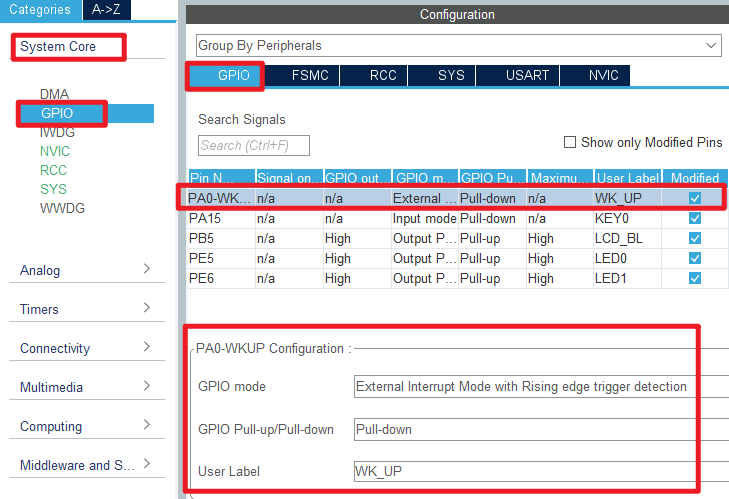 Categories A->Z
System Core
DMA
GPIO
IWDG
NVIC
RCC
SYS
WWDG
Analog
Timers
Connectivity
Multimedia
Computing
Middleware and S...
Configuration
Group By Peripherals
GPIO FSMC RCC SYS USART NVIC
Search Signals
Search (Ctrl+F)
Show only Modified Pins
Pin N... Signal on... GPIO out... GPIO m... GPIO Pu... Maximu... User Label Modified
PA0-WK... n/a n/a External ... Pull-down n/a WK_UP
PA15 n/a n/a Input mode Pull-down n/a KEY0
PB5 n/a High Output P... Pull-up High LCD_BL
PE5 n/a High Output P... Pull-up High LED0
PE6 n/a High Output P... Pull-up High LED1
PA0-WKUP Configuration :
GPIO mode External Interrupt Mode with Rising edge trigger detection
GPIO Pull-up/Pull-down Pull-down
User Label WK_UP